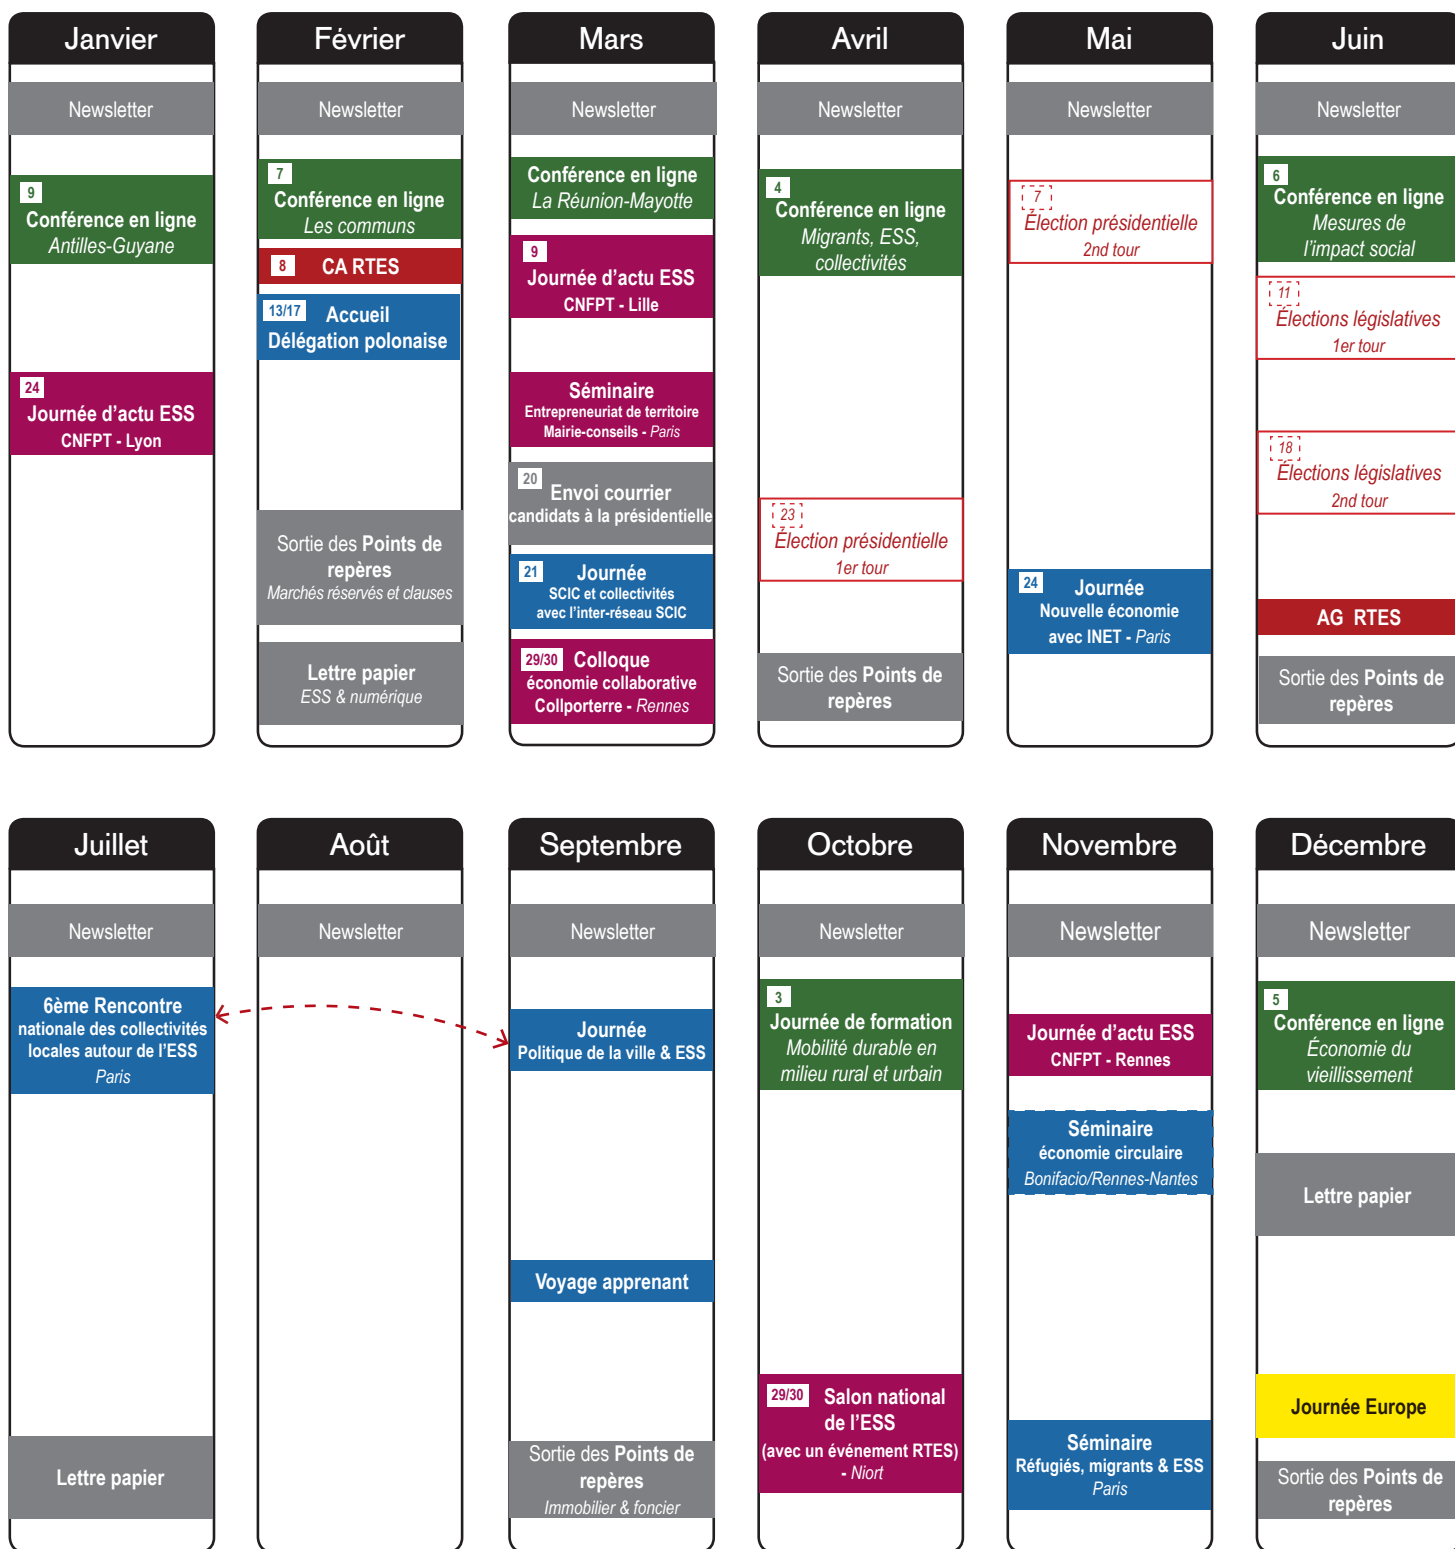 Janvier
Newsletter
9
Conférence en ligne
Antilles-Guyane
24
Journée d'actu ESS
CNFPT - Lyon
Février
Newsletter
7
Conférence en ligne
Les communs
8 CA RTES
13/17 Accueil
Délégation polonaise
Sortie des Points de
repères
Marchés réservés et clauses
Lettre papier
ESS & numérique
Mars
Newsletter
Conférence en ligne
La Réunion-Mayotte
9
Journée d'actu ESS
CNFPT - Lille
Séminaire
Entrepreneuriat de territoire
Mairie-conseils - Paris
20
Envoi courrier
candidats à la présidentielle
21 Journée
SCIC et collectivités
avec l'inter-réseau SCIC
29/30 Colloque
économie collaborative
Collporterre - Rennes
Avril
Newsletter
4
Conférence en ligne
Migrants, ESS,
collectivités
23
Élection présidentielle
1er tour
Sortie des Points de
repères
Mai
Newsletter
7
Élection présidentielle
2nd tour
24 Journée
Nouvelle économie
avec INET - Paris
Juin
Newsletter
6
Conférence en ligne
Mesures de
l'impact social
11
Élections législatives
1er tour
18
Élections législatives
2nd tour
AG RTES
Sortie des Points de
repères
Juillet
Newsletter
6ème Rencontre
nationale des collectivités
locales autour de l'ESS
Paris
Lettre papier
Août
Newsletter
Septembre
Newsletter
Journée
Politique de la ville & ESS
Voyage apprenant
Sortie des Points de
repères
Immobilier & foncier
Octobre
Newsletter
3
Journée de formation
Mobilité durable en
milieu rural et urbain
29/30 Salon national
de l'ESS
(avec un événement RTES)
- Niort
Novembre
Newsletter
Journée d'actu ESS
CNFPT - Rennes
Séminaire
économie circulaire
Bonifacio/Rennes-Nantes
Séminaire
Réfugiés, migrants & ESS
Paris
Décembre
Newsletter
5
Conférence en ligne
Économie du
vieillissement
Lettre papier
Journée Europe
Sortie des Points de
repères